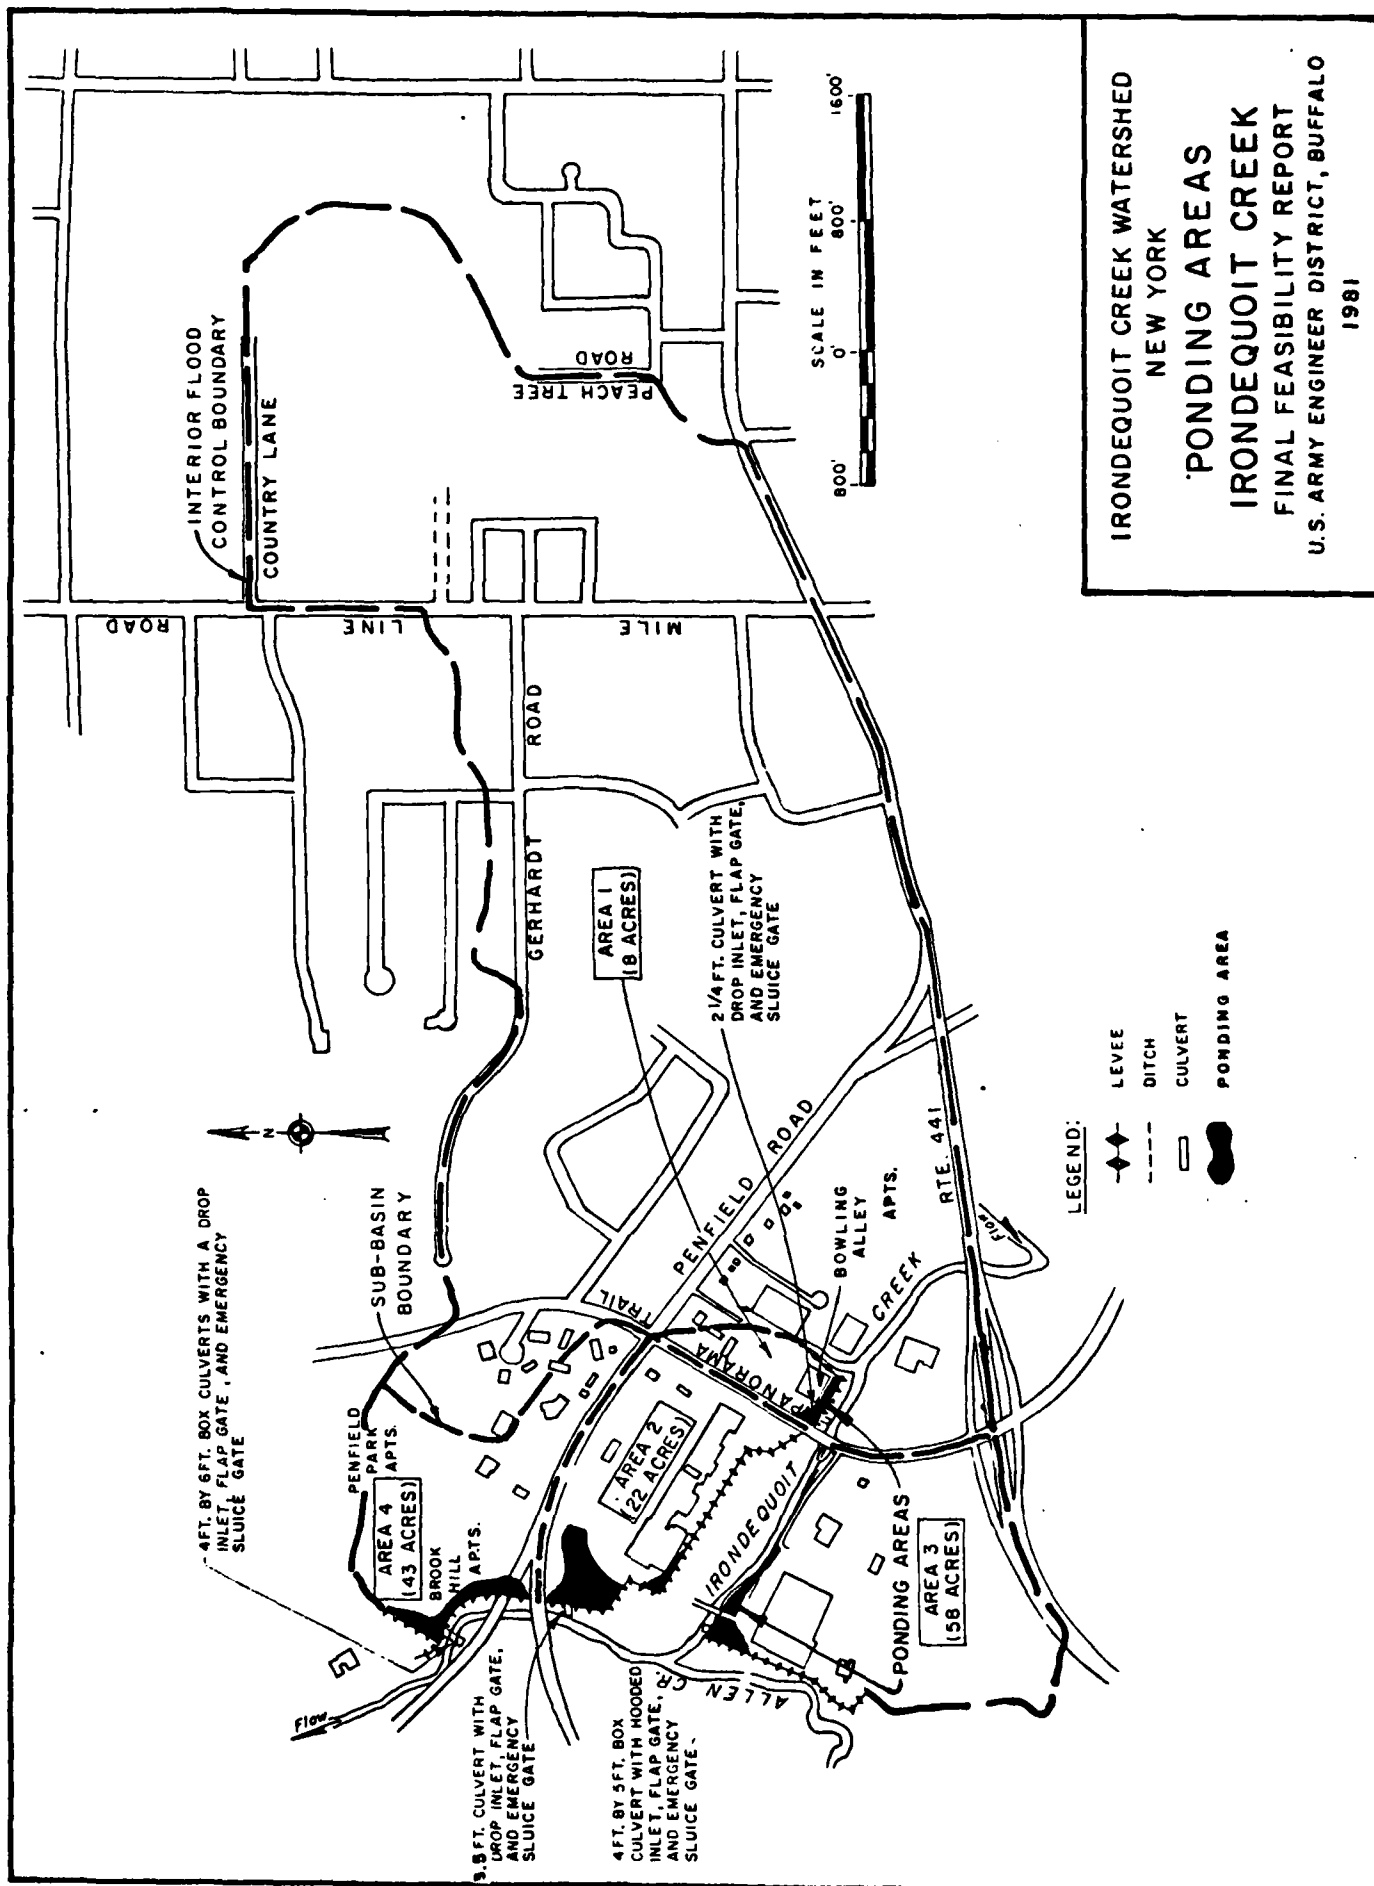 INTERIOR FLOOD
CONTROL BOUNDARY
COUNTRY LANE
ROAD
LINE
MILE
PEACH TREE
ROAD
GERHARDT
ROAD
SCALE IN FEET
800'
0'
800'
1600'
4 FT. BY 6 FT. BOX CULVERTS WITH A DROP
INLET, FLAP GATE, AND EMERGENCY
SLUICE GATE
N
SUB-BASIN
BOUNDARY
PENFIELD
PARK
APTS.
AREA 4
(43 ACRES)
BROOK
HILL
APTS.
Flow
AREA 1
(8 ACRES)
2 1/4 FT. CULVERT WITH
DROP INLET, FLAP GATE,
AND EMERGENCY
SLUICE GATE
TRAIL
PANORAMA
PENFIELD ROAD
AREA 2
(22 ACRES)
BOWLING
ALLEY
APTS.
IRONDEQUOIT
CREEK
RTE. 441
Flow
PONDING AREAS
AREA 3
(58 ACRES)
ALLEN CR.
3.5 FT. CULVERT WITH
DROP INLET, FLAP GATE,
AND EMERGENCY
SLUICE GATE
4 FT. BY 5 FT. BOX
CULVERT WITH HOODED
INLET, FLAP GATE,
AND EMERGENCY
SLUICE GATE
LEGEND:
LEVEE
DITCH
CULVERT
PONDING AREA
IRONDEQUOIT CREEK WATERSHED
NEW YORK
PONDING AREAS
IRONDEQUOIT CREEK
FINAL FEASIBILITY REPORT
U.S. ARMY ENGINEER DISTRICT, BUFFALO
1981